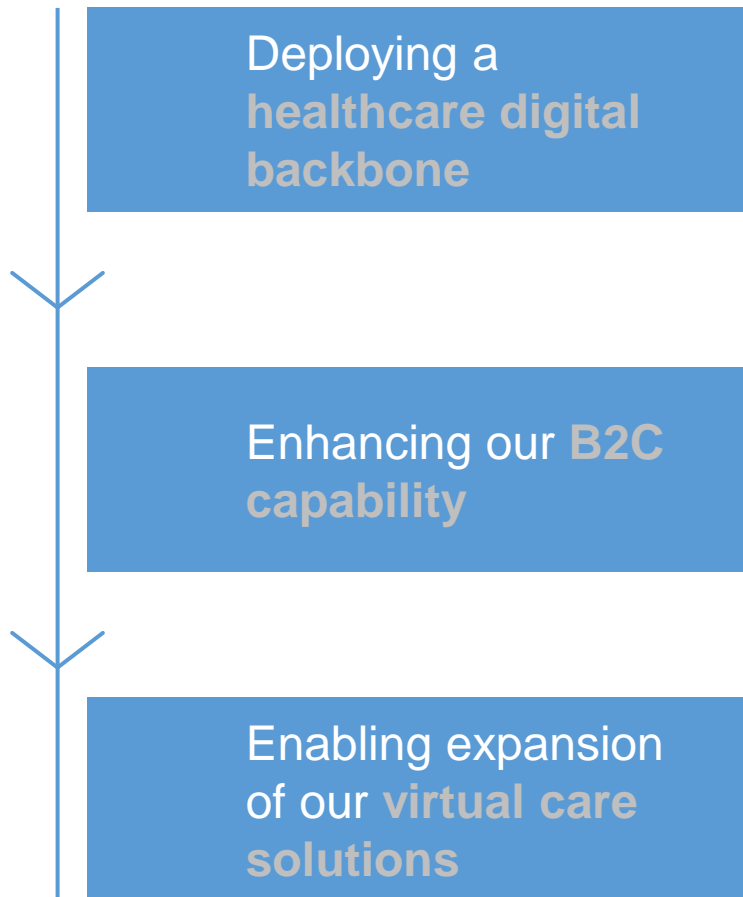 Deploying a
healthcare digital
backbone
Enhancing our B2C
capability
Enabling expansion
of our virtual care
solutions